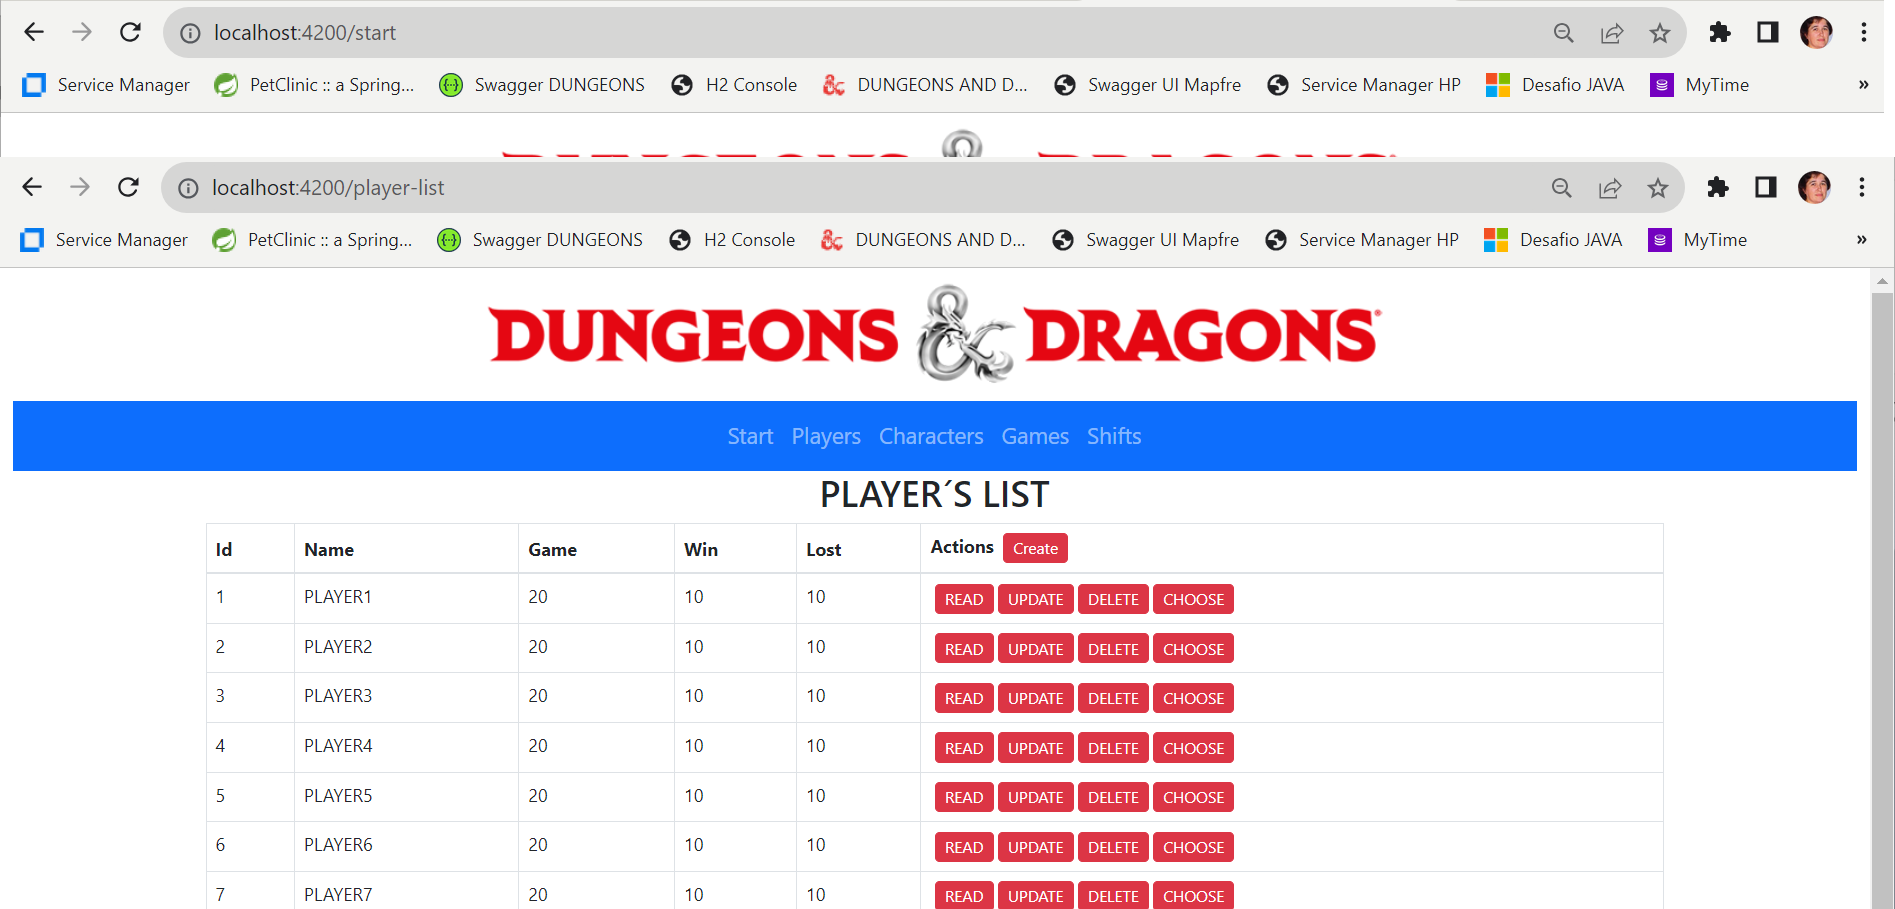 localhost:4200/start
Service Manager PetClinic :: a Spring... Swagger DUNGEONS H2 Console DUNGEONS AND D... Swagger UI Mapfre Service Manager HP Desafio JAVA MyTime »
DUNGEONS & DRAGONS
localhost:4200/player-list
Service Manager PetClinic :: a Spring... Swagger DUNGEONS H2 Console DUNGEONS AND D... Swagger UI Mapfre Service Manager HP Desafio JAVA MyTime »
DUNGEONS & DRAGONS®
Start Players Characters Games Shifts
PLAYER´S LIST
Id Name Game Win Lost Actions Create
1 PLAYER1 20 10 10 READ UPDATE DELETE CHOOSE
2 PLAYER2 20 10 10 READ UPDATE DELETE CHOOSE
3 PLAYER3 20 10 10 READ UPDATE DELETE CHOOSE
4 PLAYER4 20 10 10 READ UPDATE DELETE CHOOSE
5 PLAYER5 20 10 10 READ UPDATE DELETE CHOOSE
6 PLAYER6 20 10 10 READ UPDATE DELETE CHOOSE
7 PLAYER7 20 10 10 READ UPDATE DELETE CHOOSE